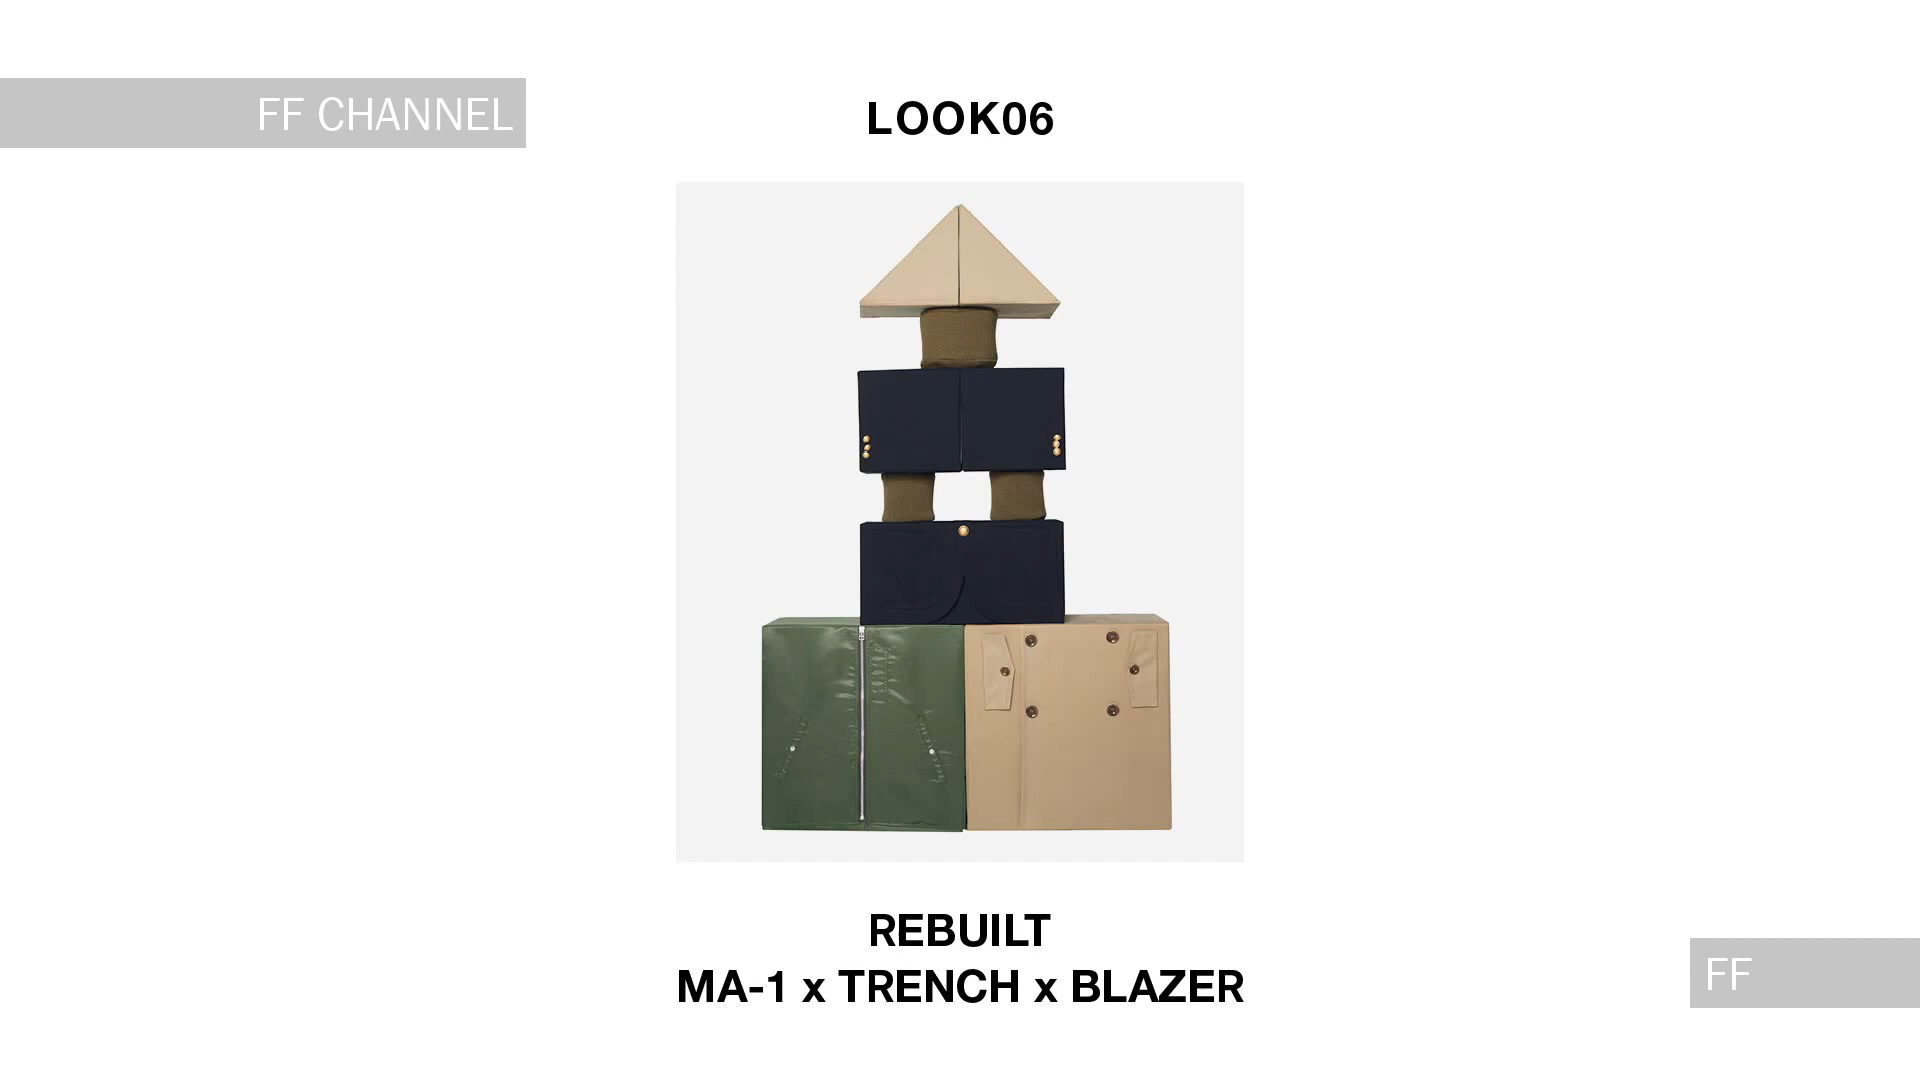 FF CHANNEL
LOOK06
REBUILT
MA-1 x TRENCH x BLAZER
FF